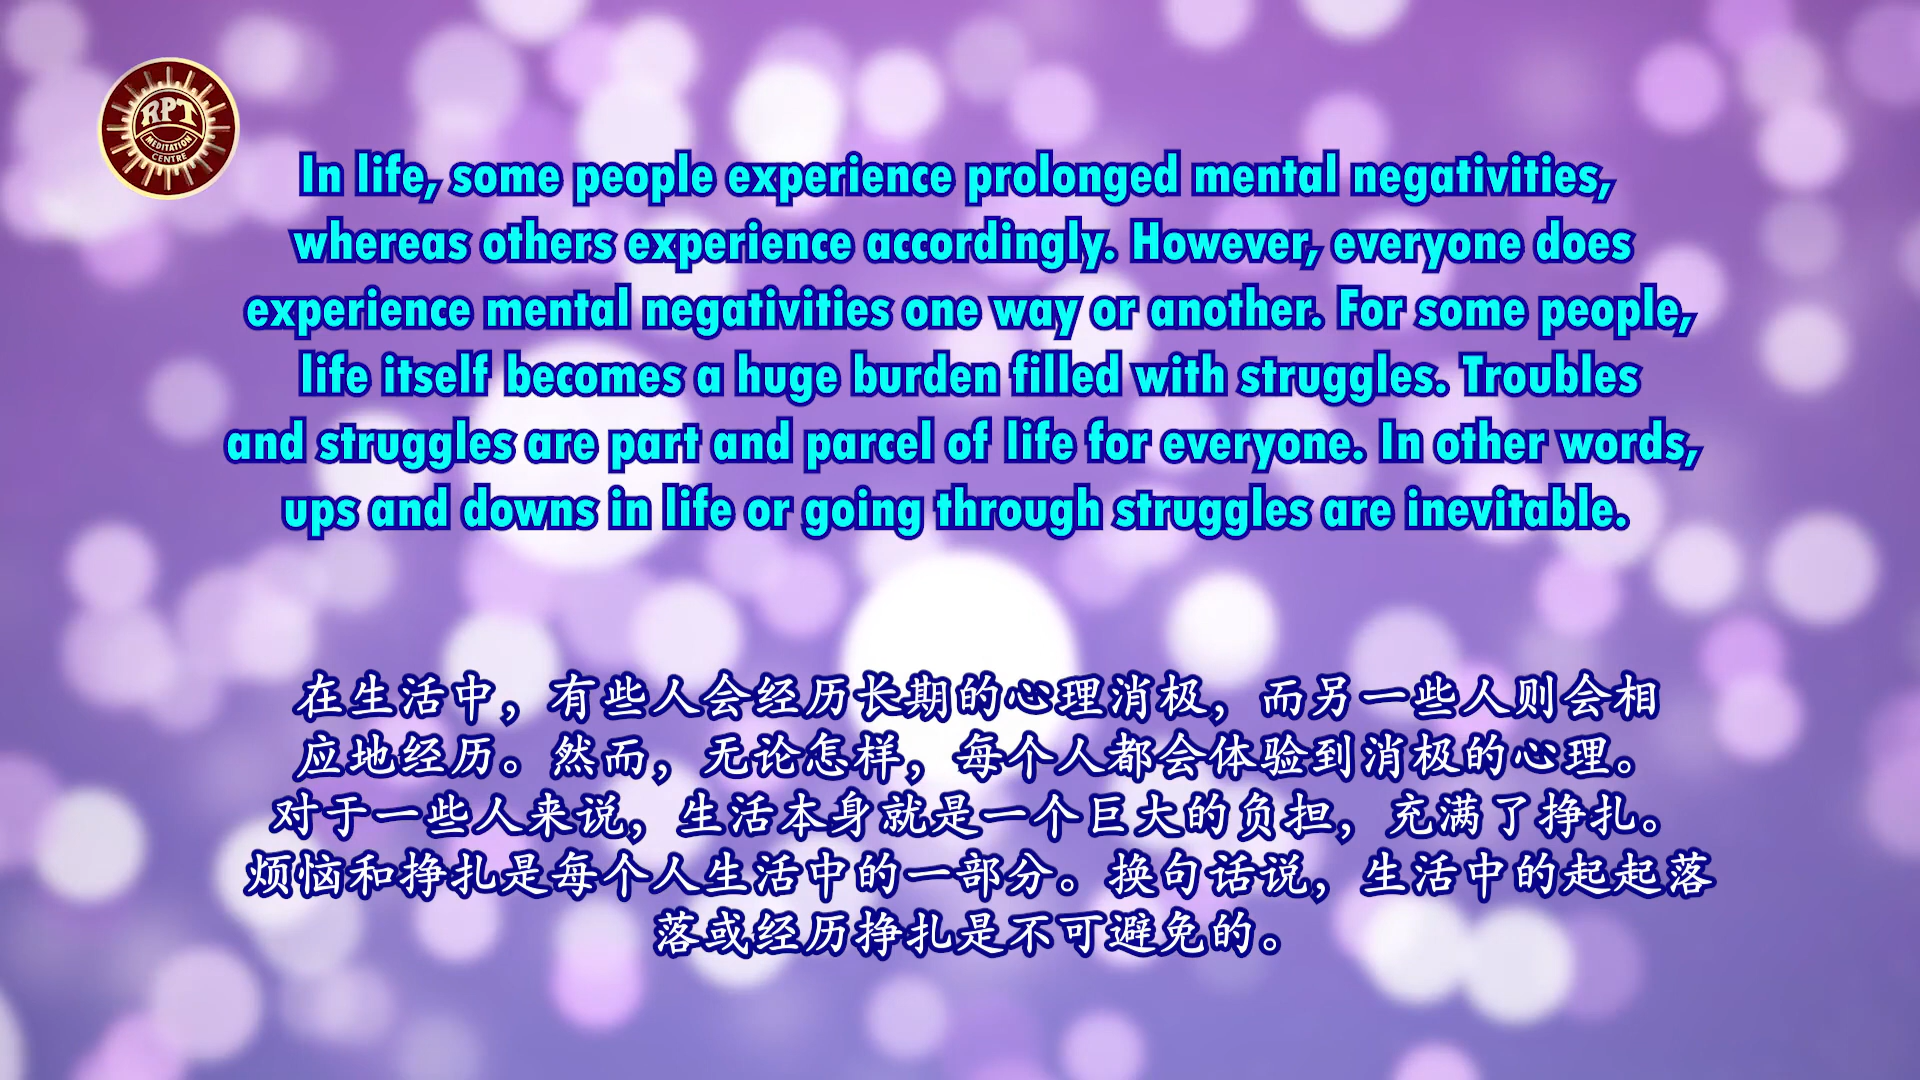 RPT
MEDITATION
CENTRE
In life, some people experience prolonged mental negativities,
whereas others experience accordingly. However, everyone does
experience mental negativities one way or another. For some people,
life itself becomes a huge burden filled with struggles. Troubles
and struggles are part and parcel of life for everyone. In other words,
ups and downs in life or going through struggles are inevitable.
在生活中，有些人会经历长期的心理消极，而另一些人则会相
应地经历。然而，无论怎样，每个人都会体验到消极的心理。
对于一些人来说，生活本身就是一个巨大的负担，充满了挣扎。
烦恼和挣扎是每个人生活中的一部分。换句话说，生活中的起起落
落或经历挣扎是不可避免的。